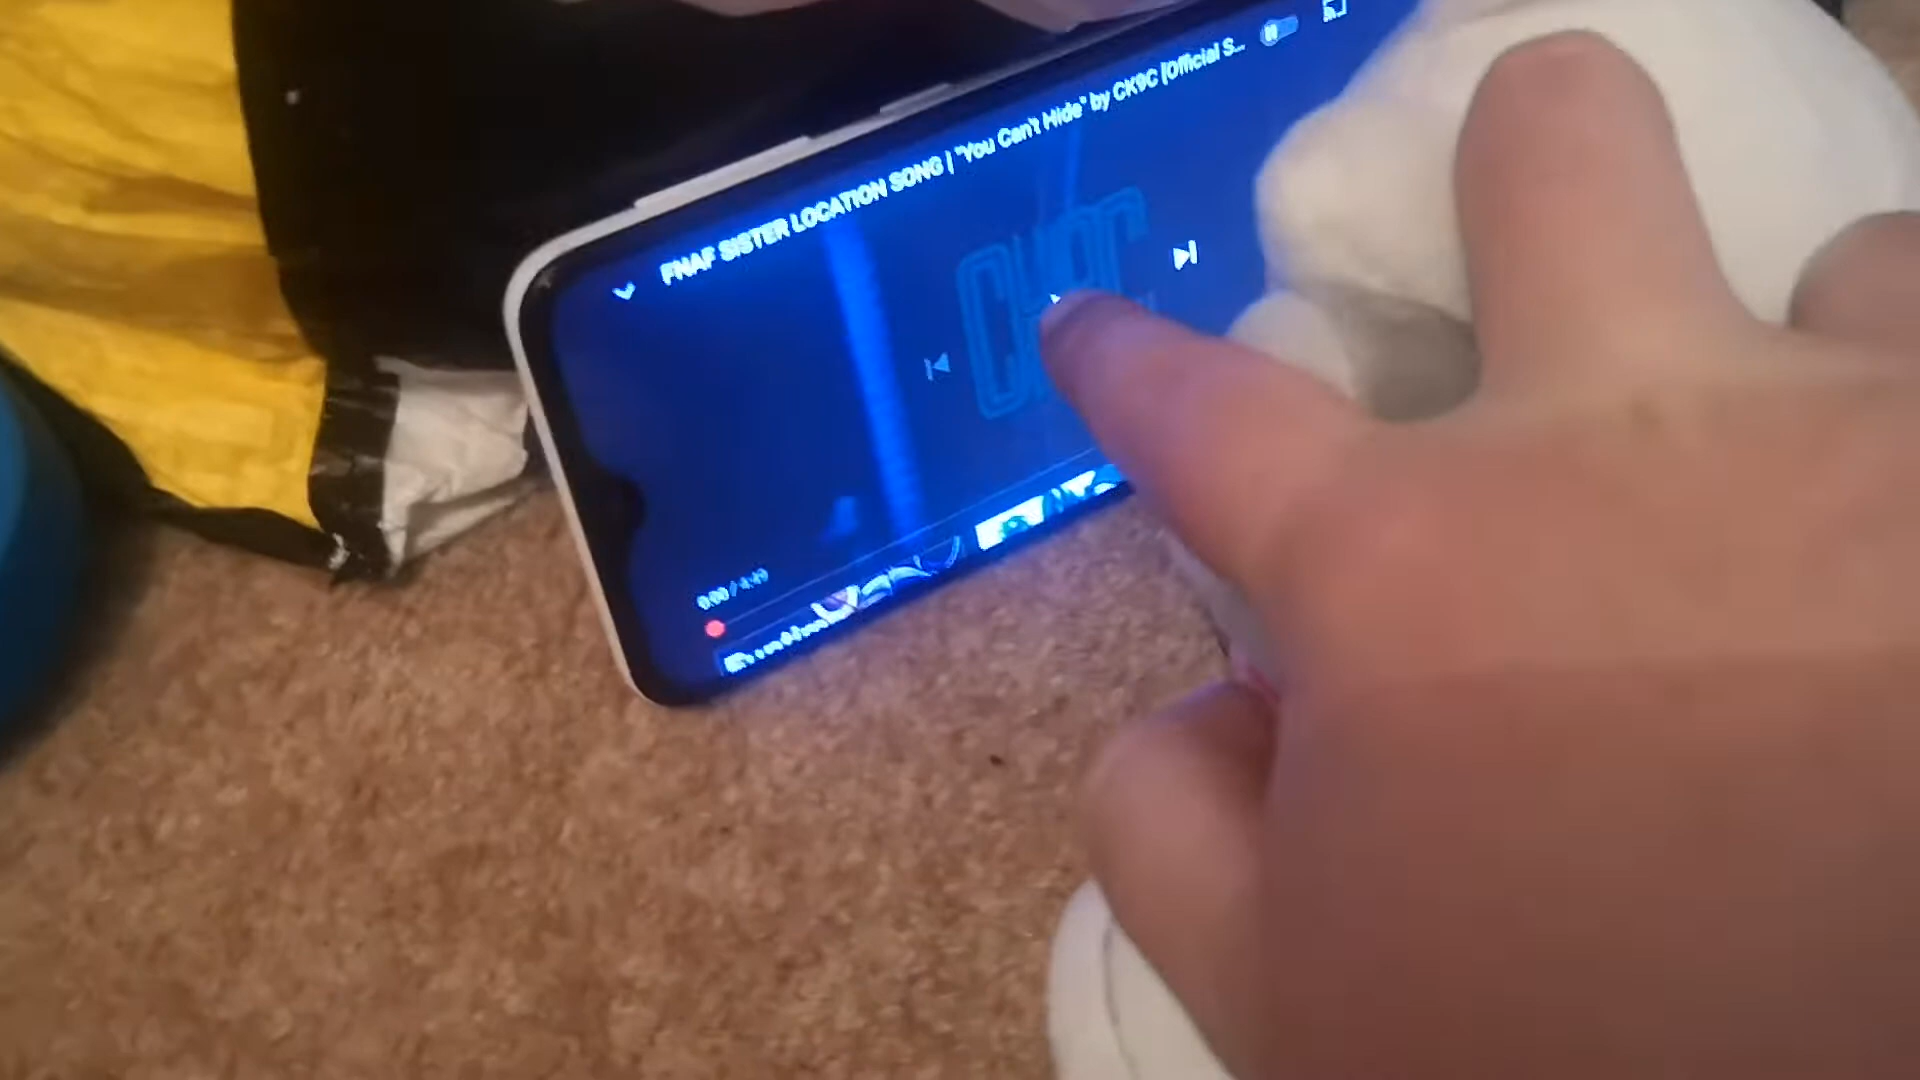 FNAF SISTER LOCATION SONG | "You Can't Hide" by CK9C [Official S...
CK9C
0:00 / 4:49